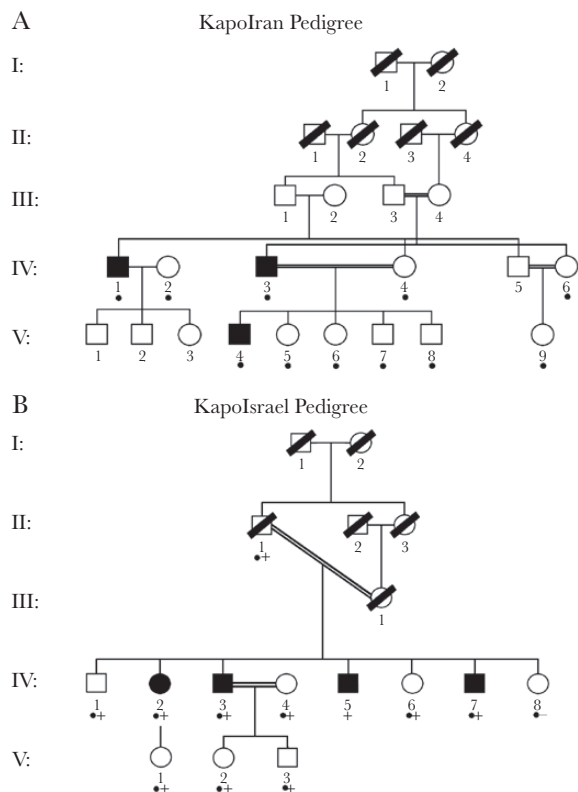 A KapoIran Pedigree
I:
1 2
II:
1 2 3 4
III:
1 2 3 4
IV:
1 2 3 4 5 6
V:
1 2 3 4 5 6 7 8 9
B KapoIsrael Pedigree
I:
1 2
II:
1 2 3
+
III:
1
IV:
1 2 3 4 5 6 7 8
+ + + + + + + –
V:
1 2 3
+ + +